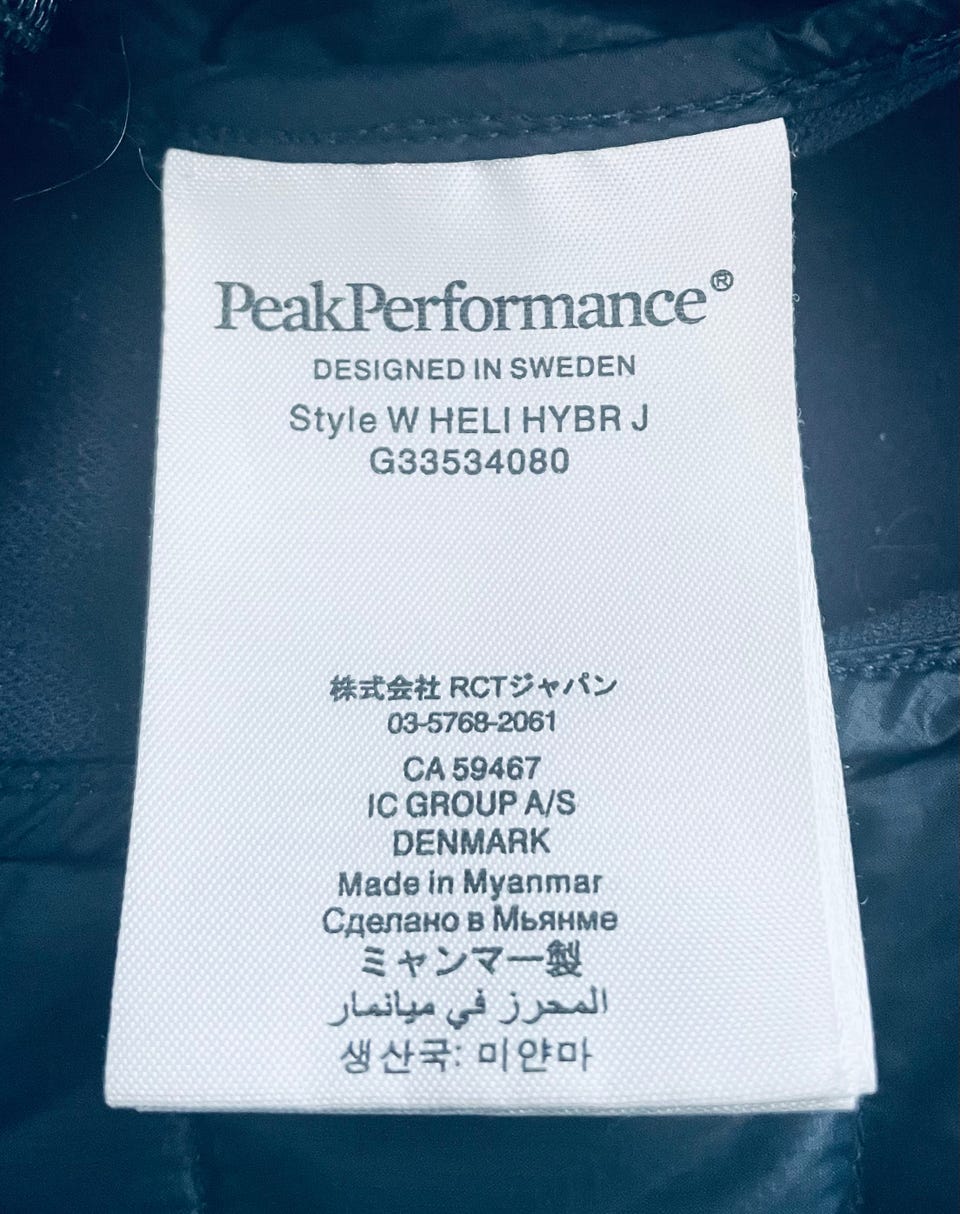 PeakPerformance®
DESIGNED IN SWEDEN
Style W HELI HYBR J
G33534080
株式会社 RCTジャパン
03-5768-2061
CA 59467
IC GROUP A/S
DENMARK
Made in Myanmar
Сделано в Мьянме
ミャンマー製
المحرز في ميانمار
생산국: 미얀마